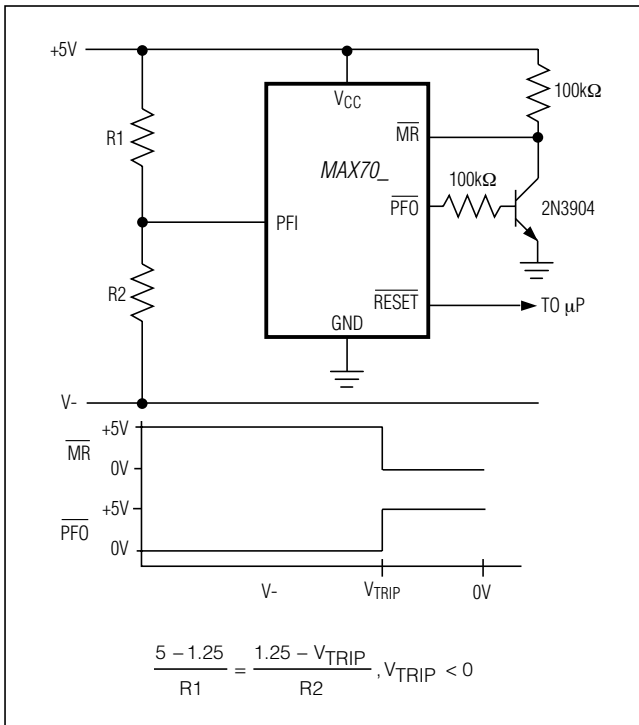 +5V
VCC
100kΩ
R1
MR
MAX70_
100kΩ
PFO
2N3904
PFI
R2
RESET
TO µP
GND
V-
+5V
MR
0V
+5V
PFO
0V
V-
VTRIP
0V
5 – 1.25 / R1 = 1.25 – VTRIP / R2 , VTRIP < 0